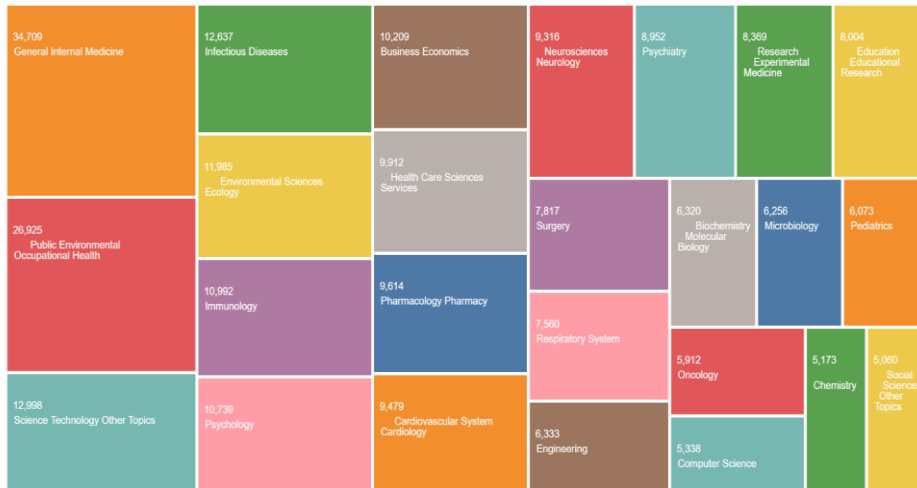 34,709
General Internal Medicine
26,925
Public Environmental
Occupational Health
12,998
Science Technology Other Topics
12,637
Infectious Diseases
11,985
Environmental Sciences
Ecology
10,992
Immunology
10,739
Psychology
10,209
Business Economics
9,912
Health Care Sciences
Services
9,614
Pharmacology Pharmacy
9,479
Cardiovascular System
Cardiology
9,316
Neurosciences
Neurology
8,952
Psychiatry
8,369
Research
Experimental
Medicine
8,004
Education
Educational
Research
7,817
Surgery
7,560
Respiratory System
6,333
Engineering
6,320
Biochemistry
Molecular
Biology
6,256
Microbiology
6,073
Pediatrics
5,912
Oncology
5,338
Computer Science
5,173
Chemistry
5,060
Social
Science
Other
Topics